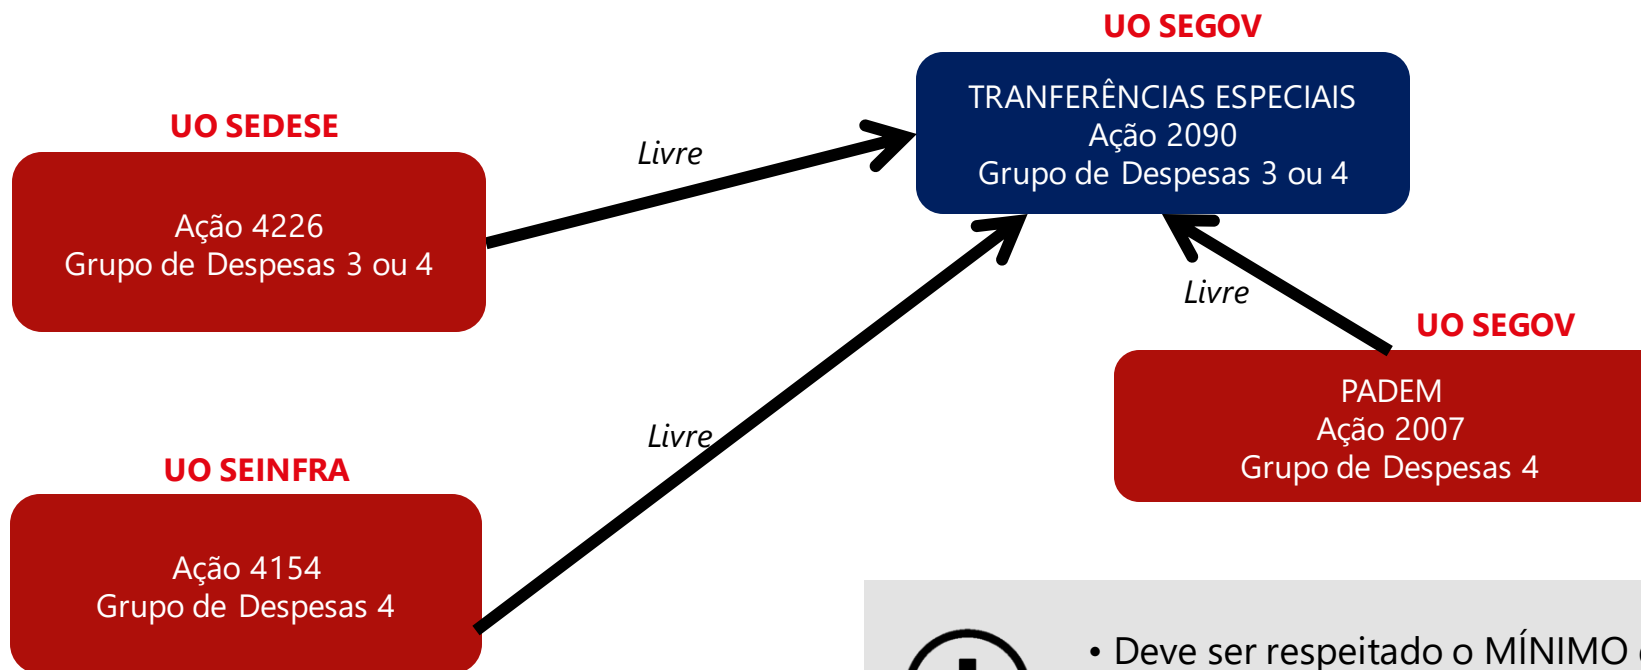 UO SEGOV
TRANFERÊNCIAS ESPECIAIS
Ação 2090
Grupo de Despesas 3 ou 4
UO SEDESE
Ação 4226
Grupo de Despesas 3 ou 4
Livre
Livre
UO SEGOV
PADEM
Ação 2007
Grupo de Despesas 4
Livre
UO SEINFRA
Ação 4154
Grupo de Despesas 4
• Deve ser respeitado o MÍNIMO